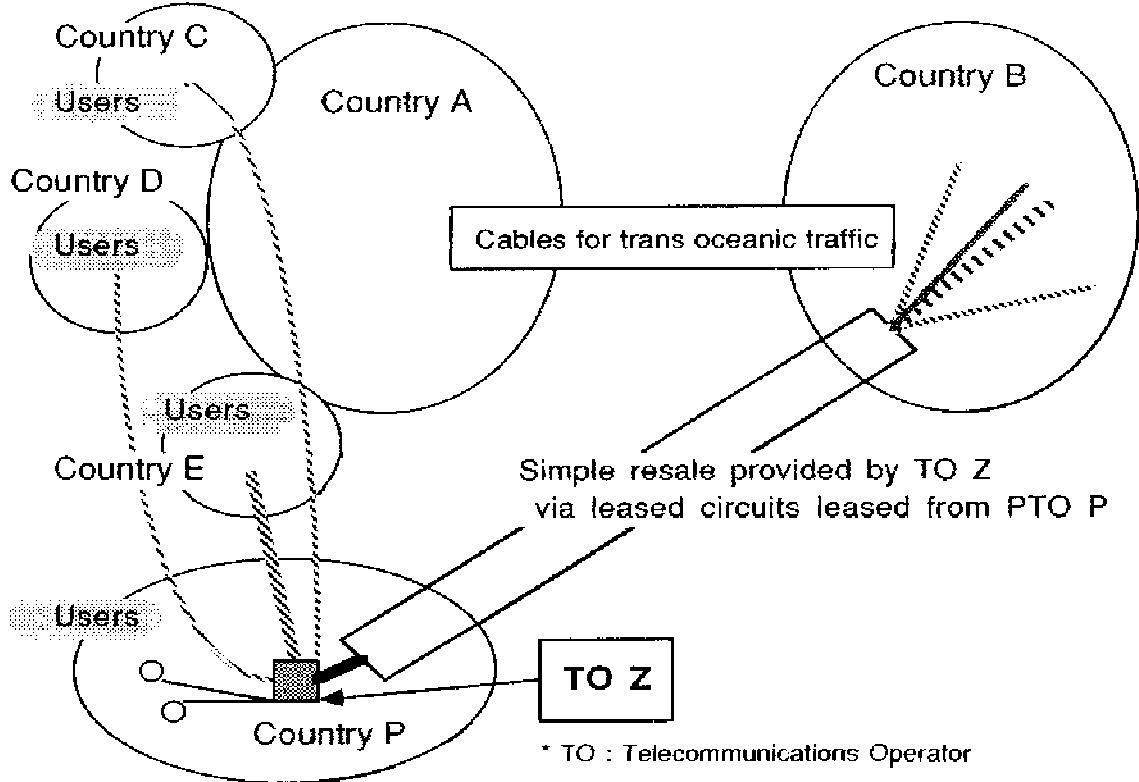 Country C
Users
Country A
Country B
Country D
Users
Cables for trans oceanic traffic
Users
Country E
Simple resale provided by TO Z
via leased circuits leased from PTO P
Users
TO Z
Country P
* TO : Telecommunications Operator